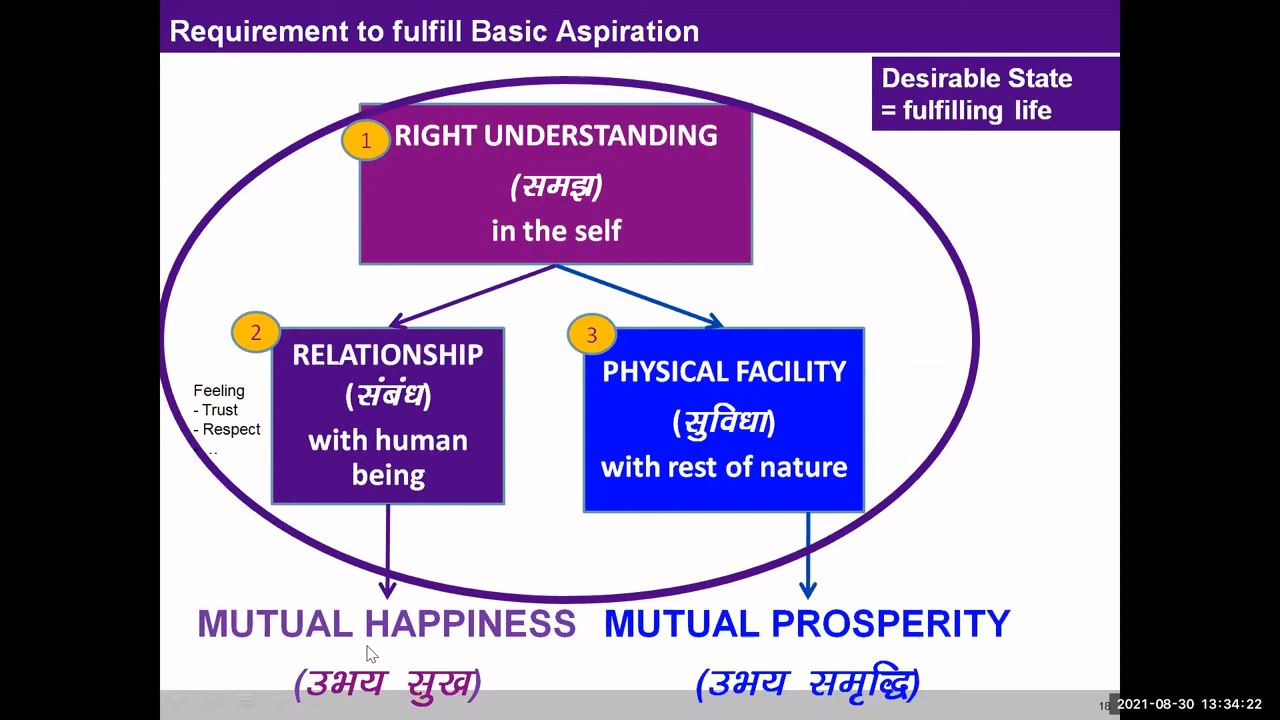 Requirement to fulfill Basic Aspiration
Desirable State
= fulfilling life
1
RIGHT UNDERSTANDING
(समझ)
in the self
2
RELATIONSHIP
(संबंध)
with human
being
Feeling
- Trust
- Respect
...
3
PHYSICAL FACILITY
(सुविधा)
with rest of nature
MUTUAL HAPPINESS
(उभय सुख)
MUTUAL PROSPERITY
(उभय समृद्धि)
18
2021-08-30 13:34:22